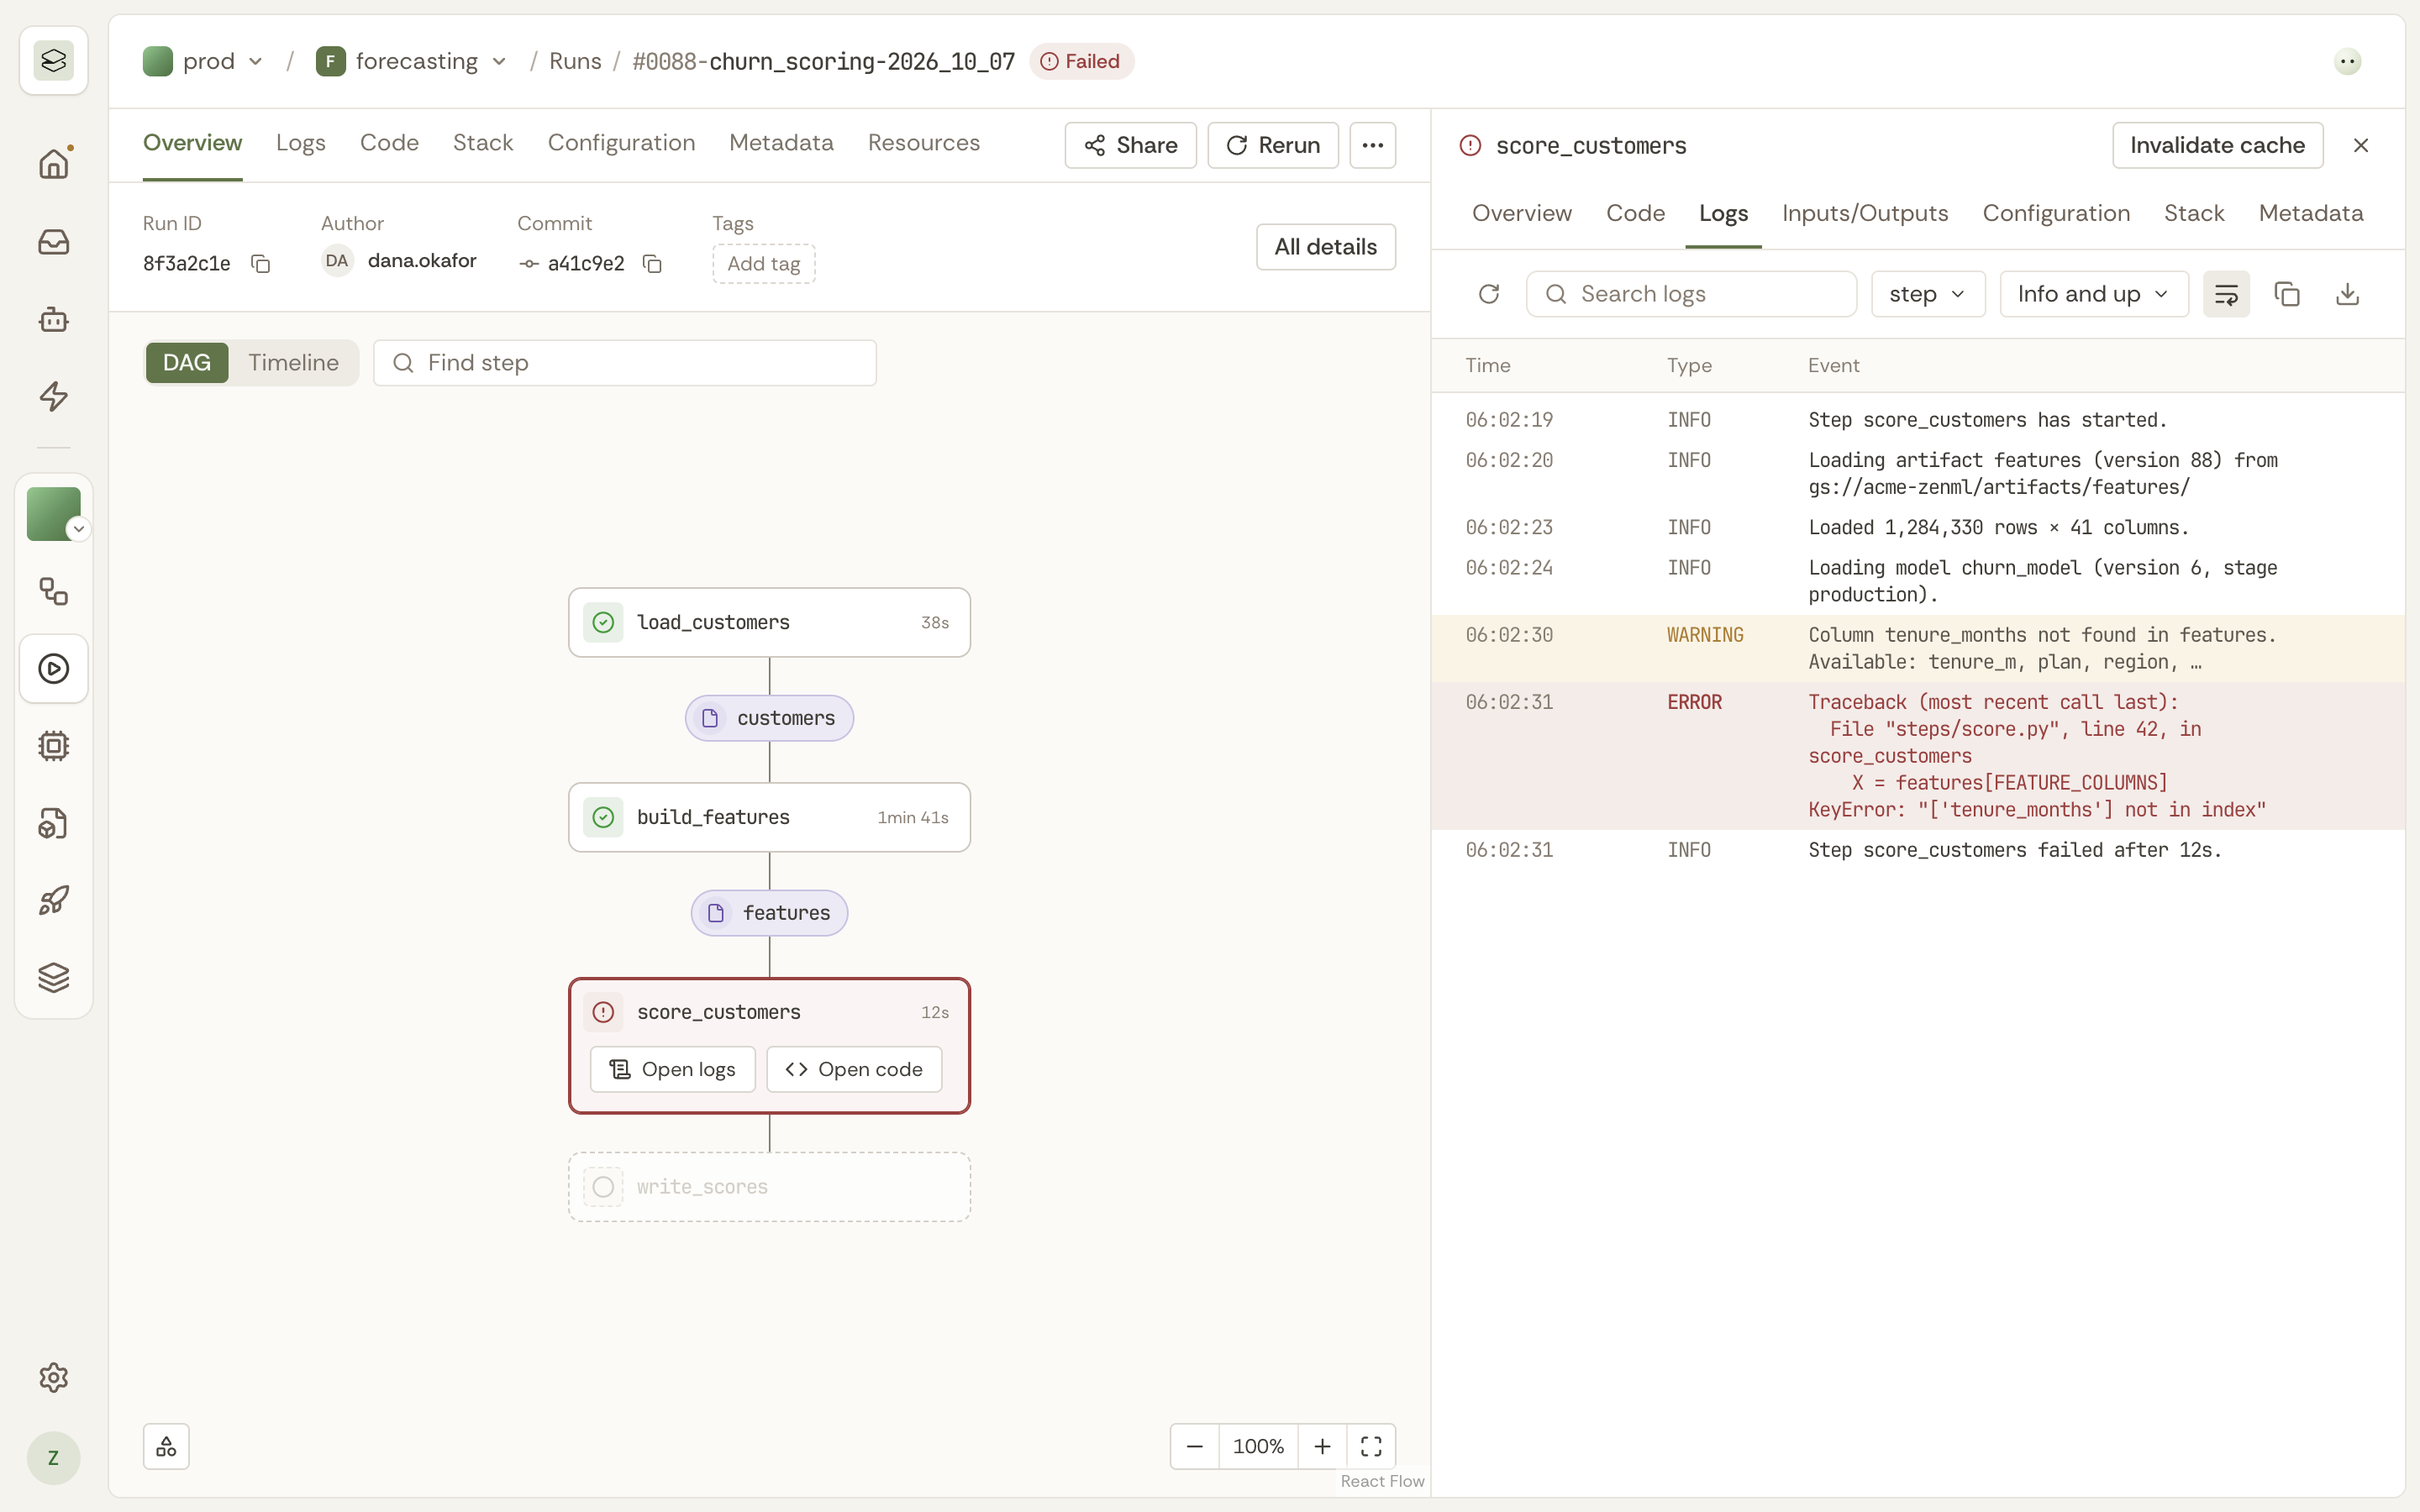 prod / F forecasting / Runs / #0088-churn_scoring-2026_10_07 Failed
Overview Logs Code Stack Configuration Metadata Resources
Share Rerun
Run ID Author Commit Tags
8f3a2c1e DA dana.okafor a41c9e2 Add tag
All details
DAG Timeline Find step
load_customers 38s
customers
build_features 1min 41s
features
score_customers 12s
Open logs Open code
write_scores
100%
React Flow
Z
score_customers
Invalidate cache
Overview Code Logs Inputs/Outputs Configuration Stack Metadata
Search logs step Info and up
Time Type Event
06:02:19 INFO Step score_customers has started.
06:02:20 INFO Loading artifact features (version 88) from
gs://acme-zenml/artifacts/features/
06:02:23 INFO Loaded 1,284,330 rows × 41 columns.
06:02:24 INFO Loading model churn_model (version 6, stage
production).
06:02:30 WARNING Column tenure_months not found in features.
Available: tenure_m, plan, region, …
06:02:31 ERROR Traceback (most recent call last):
File "steps/score.py", line 42, in
score_customers
X = features[FEATURE_COLUMNS]
KeyError: "['tenure_months'] not in index"
06:02:31 INFO Step score_customers failed after 12s.